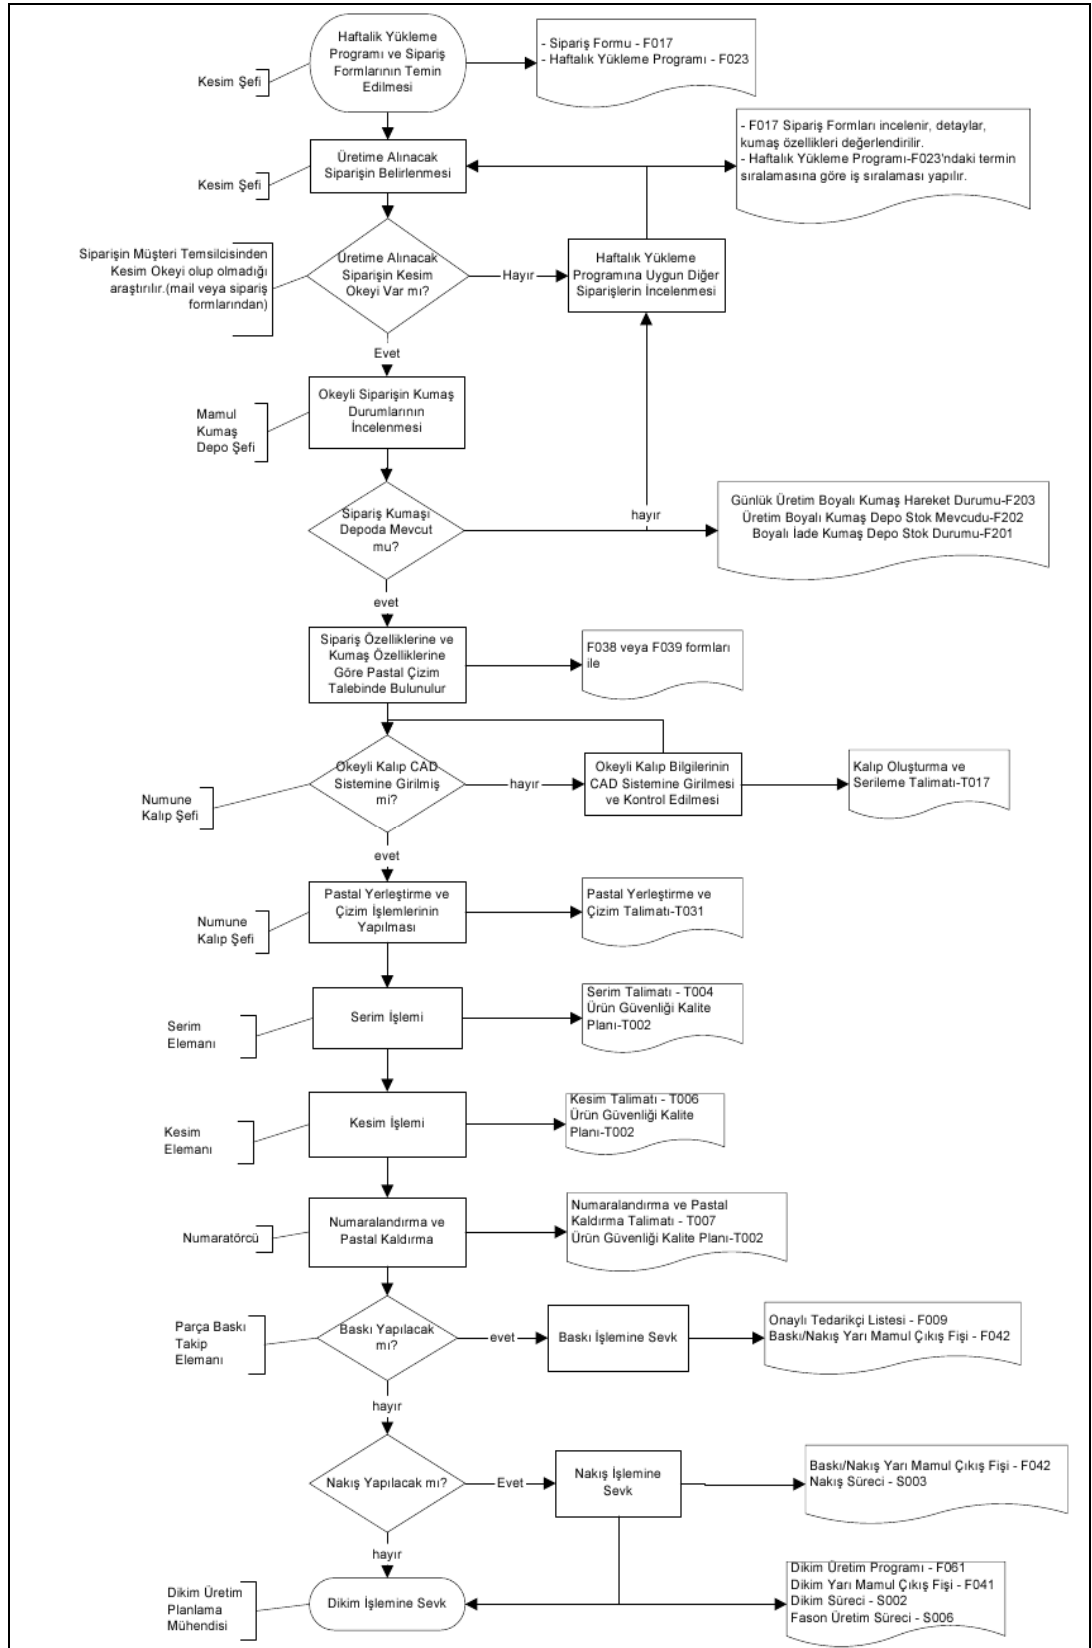 Haftalik Yükleme
Programı ve Sipariş
Formlarının Temin
Edilmesi
- Sipariş Formu - F017
- Haftalık Yükleme Programı - F023
Kesim Şefi
- F017 Sipariş Formları incelenir, detaylar,
kumaş özellikleri değerlendirilir.
- Haftalık Yükleme Programı-F023'ndaki termin
sıralamasına göre iş sıralaması yapılır.
Üretime Alınacak
Siparişin Belirlenmesi
Kesim Şefi
Siparişin Müşteri Temsilcisinden
Kesim Okeyi olup olmadığı
araştırılır.(mail veya sipariş
formlarından)
Üretime Alınacak
Siparişin Kesim
Okeyi Var mı?
Hayır
Haftalık Yükleme
Programına Uygun Diğer
Siparişlerin İncelenmesi
Evet
Okeyli Siparişin Kumaş
Durumlarının
İncelenmesi
Mamul
Kumaş
Depo Şefi
Sipariş Kumaşı
Depoda Mevcut
mu?
hayır
Günlük Üretim Boyalı Kumaş Hareket Durumu-F203
Üretim Boyalı Kumaş Depo Stok Mevcudu-F202
Boyalı İade Kumaş Depo Stok Durumu-F201
evet
Sipariş Özelliklerine ve
Kumaş Özelliklerine
Göre Pastal Çizim
Talebinde Bulunulur
F038 veya F039 formları
ile
Okeyli Kalıp CAD
Sistemine Girilmiş
mi?
hayır
Okeyli Kalıp Bilgilerinin
CAD Sistemine Girilmesi
ve Kontrol Edilmesi
Kalıp Oluşturma ve
Serileme Talimatı-T017
Numune
Kalıp Şefi
evet
Pastal Yerleştirme ve
Çizim İşlemlerinin
Yapılması
Pastal Yerleştirme ve
Çizim Talimatı-T031
Numune
Kalıp Şefi
Serim İşlemi
Serim Talimatı - T004
Ürün Güvenliği Kalite
Planı-T002
Serim
Elemanı
Kesim İşlemi
Kesim Talimatı - T006
Ürün Güvenliği Kalite
Planı-T002
Kesim
Elemanı
Numaralandırma ve
Pastal Kaldırma
Numaralandırma ve Pastal
Kaldırma Talimatı - T007
Ürün Güvenliği Kalite Planı-T002
Numaratörcü
Parça Baskı
Takip
Elemanı
Baskı Yapılacak
mı?
evet
Baskı İşlemine Sevk
Onaylı Tedarikçi Listesi - F009
Baskı/Nakış Yarı Mamul Çıkış Fişi - F042
hayır
Nakış Yapılacak mı?
Evet
Nakış İşlemine
Sevk
Baskı/Nakış Yarı Mamul Çıkış Fişi - F042
Nakış Süreci - S003
hayır
Dikim Üretim
Planlama
Mühendisi
Dikim İşlemine Sevk
Dikim Üretim Programı - F061
Dikim Yarı Mamul Çıkış Fişi - F041
Dikim Süreci - S002
Fason Üretim Süreci - S006